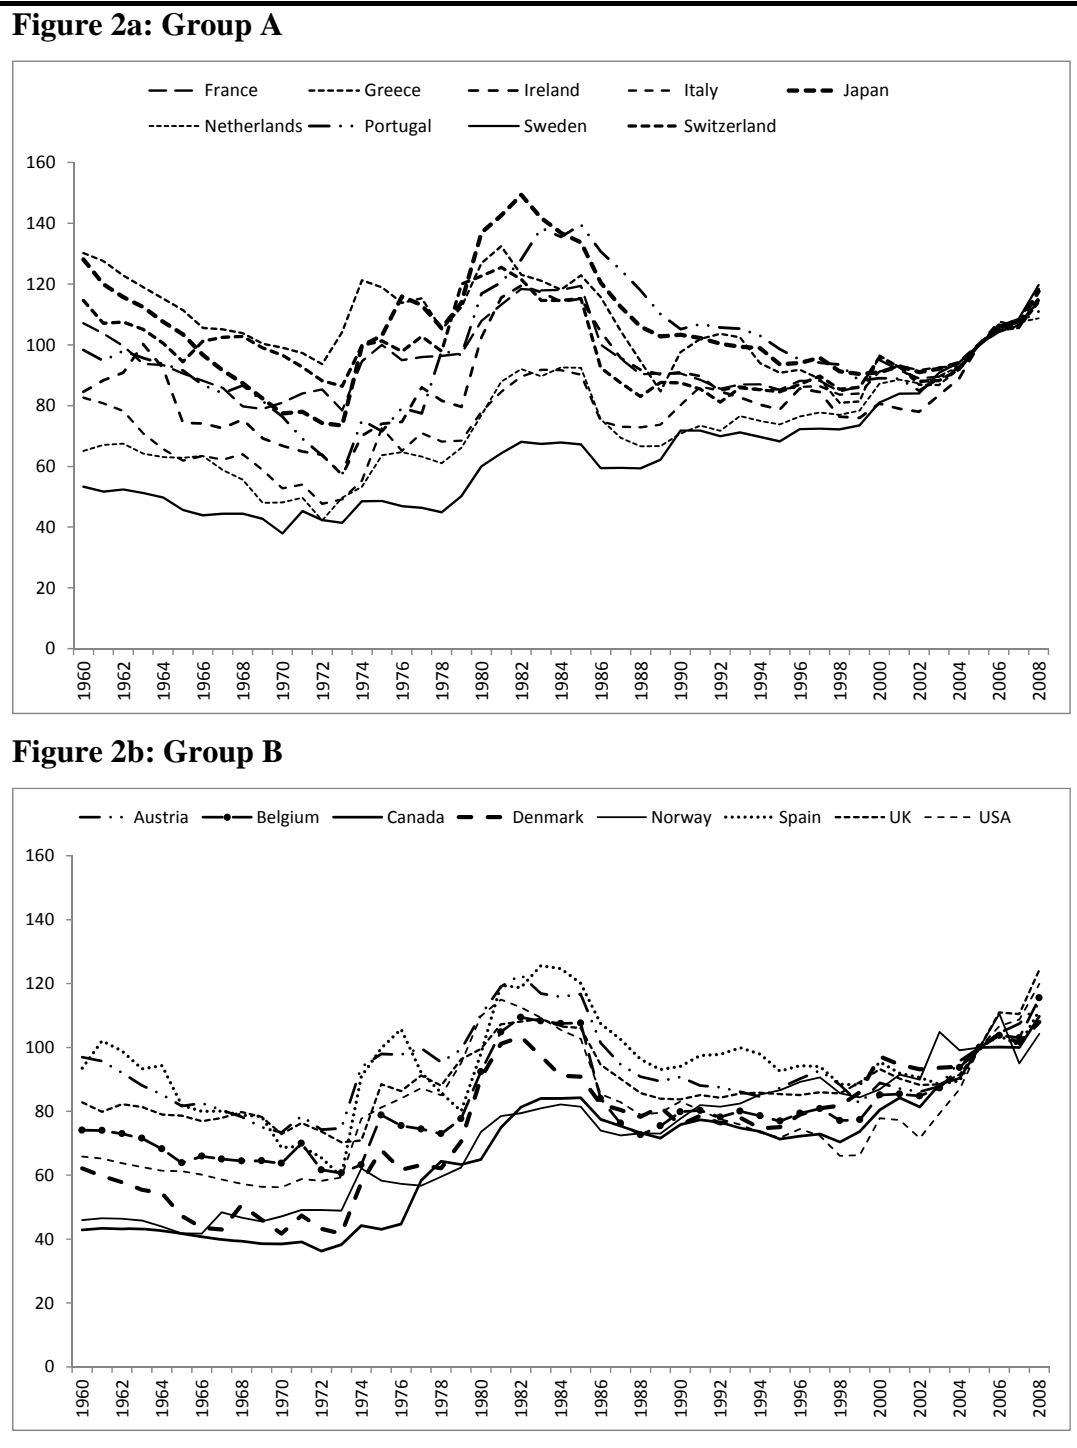 Figure 2a: Group A
France Greece Ireland Italy Japan
Netherlands Portugal Sweden Switzerland
160
140
120
100
80
60
40
20
0
1960 1962 1964 1966 1968 1970 1972 1974 1976 1978 1980 1982 1984 1986 1988 1990 1992 1994 1996 1998 2000 2002 2004 2006 2008
Figure 2b: Group B
Austria Belgium Canada Denmark Norway Spain UK USA
160
140
120
100
80
60
40
20
0
1960 1962 1964 1966 1968 1970 1972 1974 1976 1978 1980 1982 1984 1986 1988 1990 1992 1994 1996 1998 2000 2002 2004 2006 2008